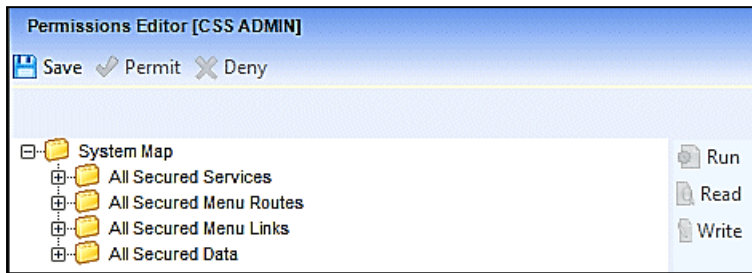 Permissions Editor [CSS ADMIN]
Save Permit Deny
System Map
All Secured Services
All Secured Menu Routes
All Secured Menu Links
All Secured Data
Run
Read
Write